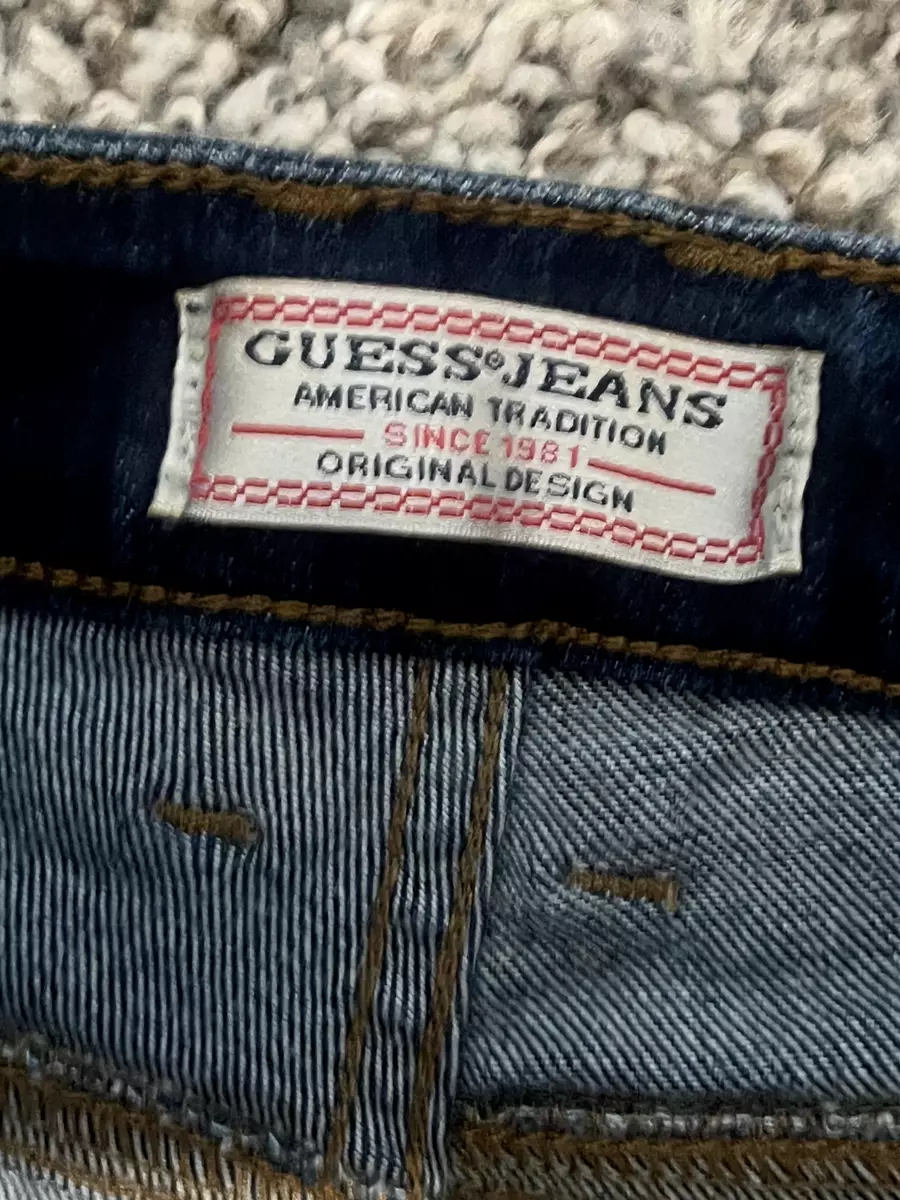 GUESS®JEANS
AMERICAN TRADITION
SINCE 1981
ORIGINAL DESIGN